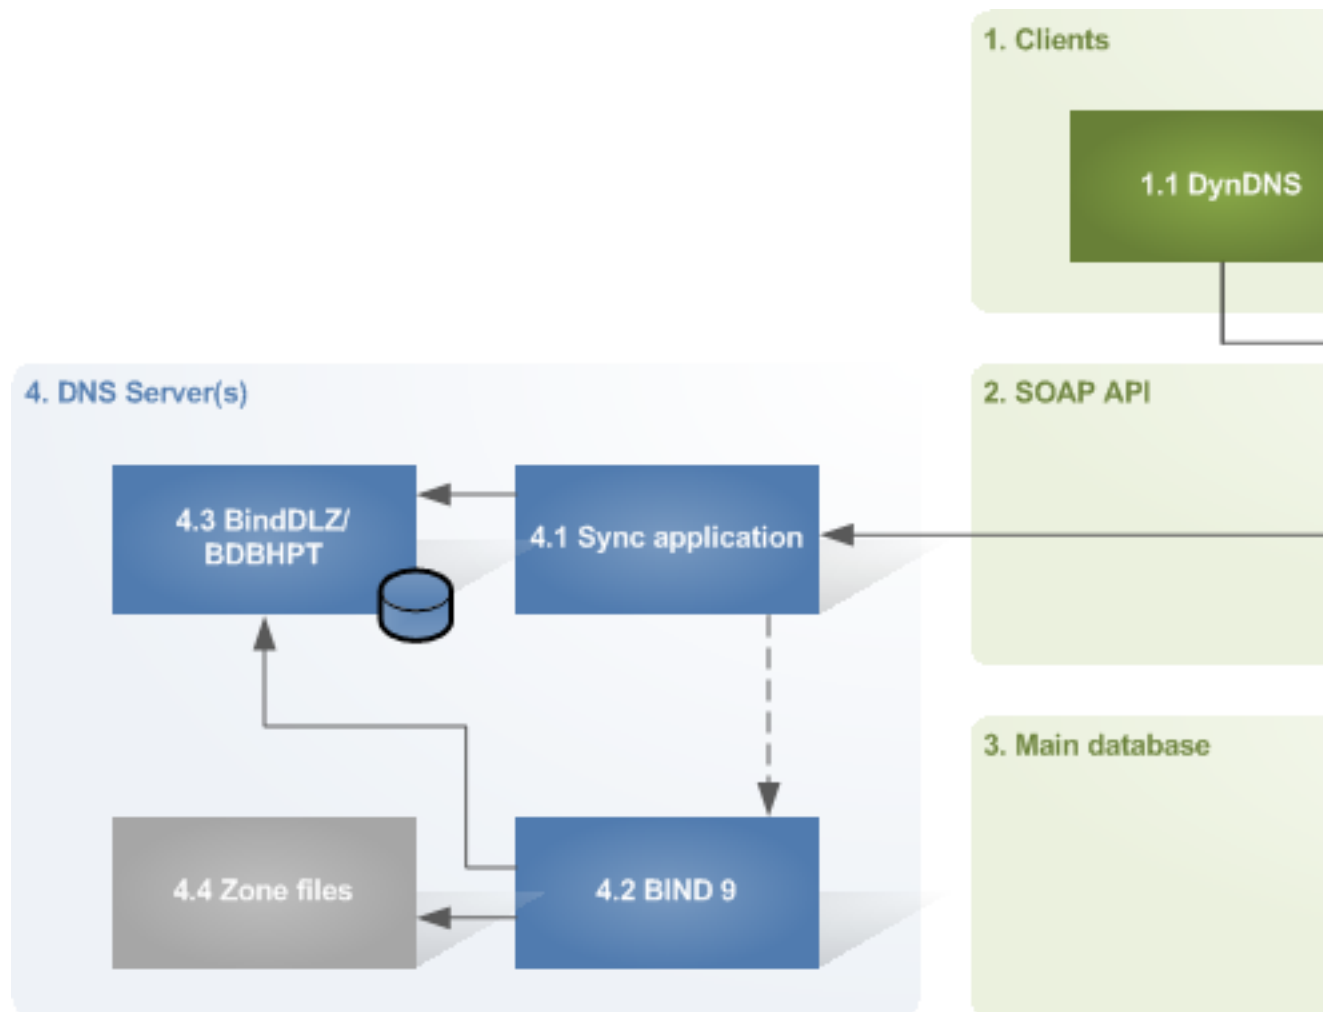 1. Clients
1.1 DynDNS
4. DNS Server(s)
2. SOAP API
4.3 BindDLZ/
BDBHPT
4.1 Sync application
3. Main database
4.4 Zone files
4.2 BIND 9